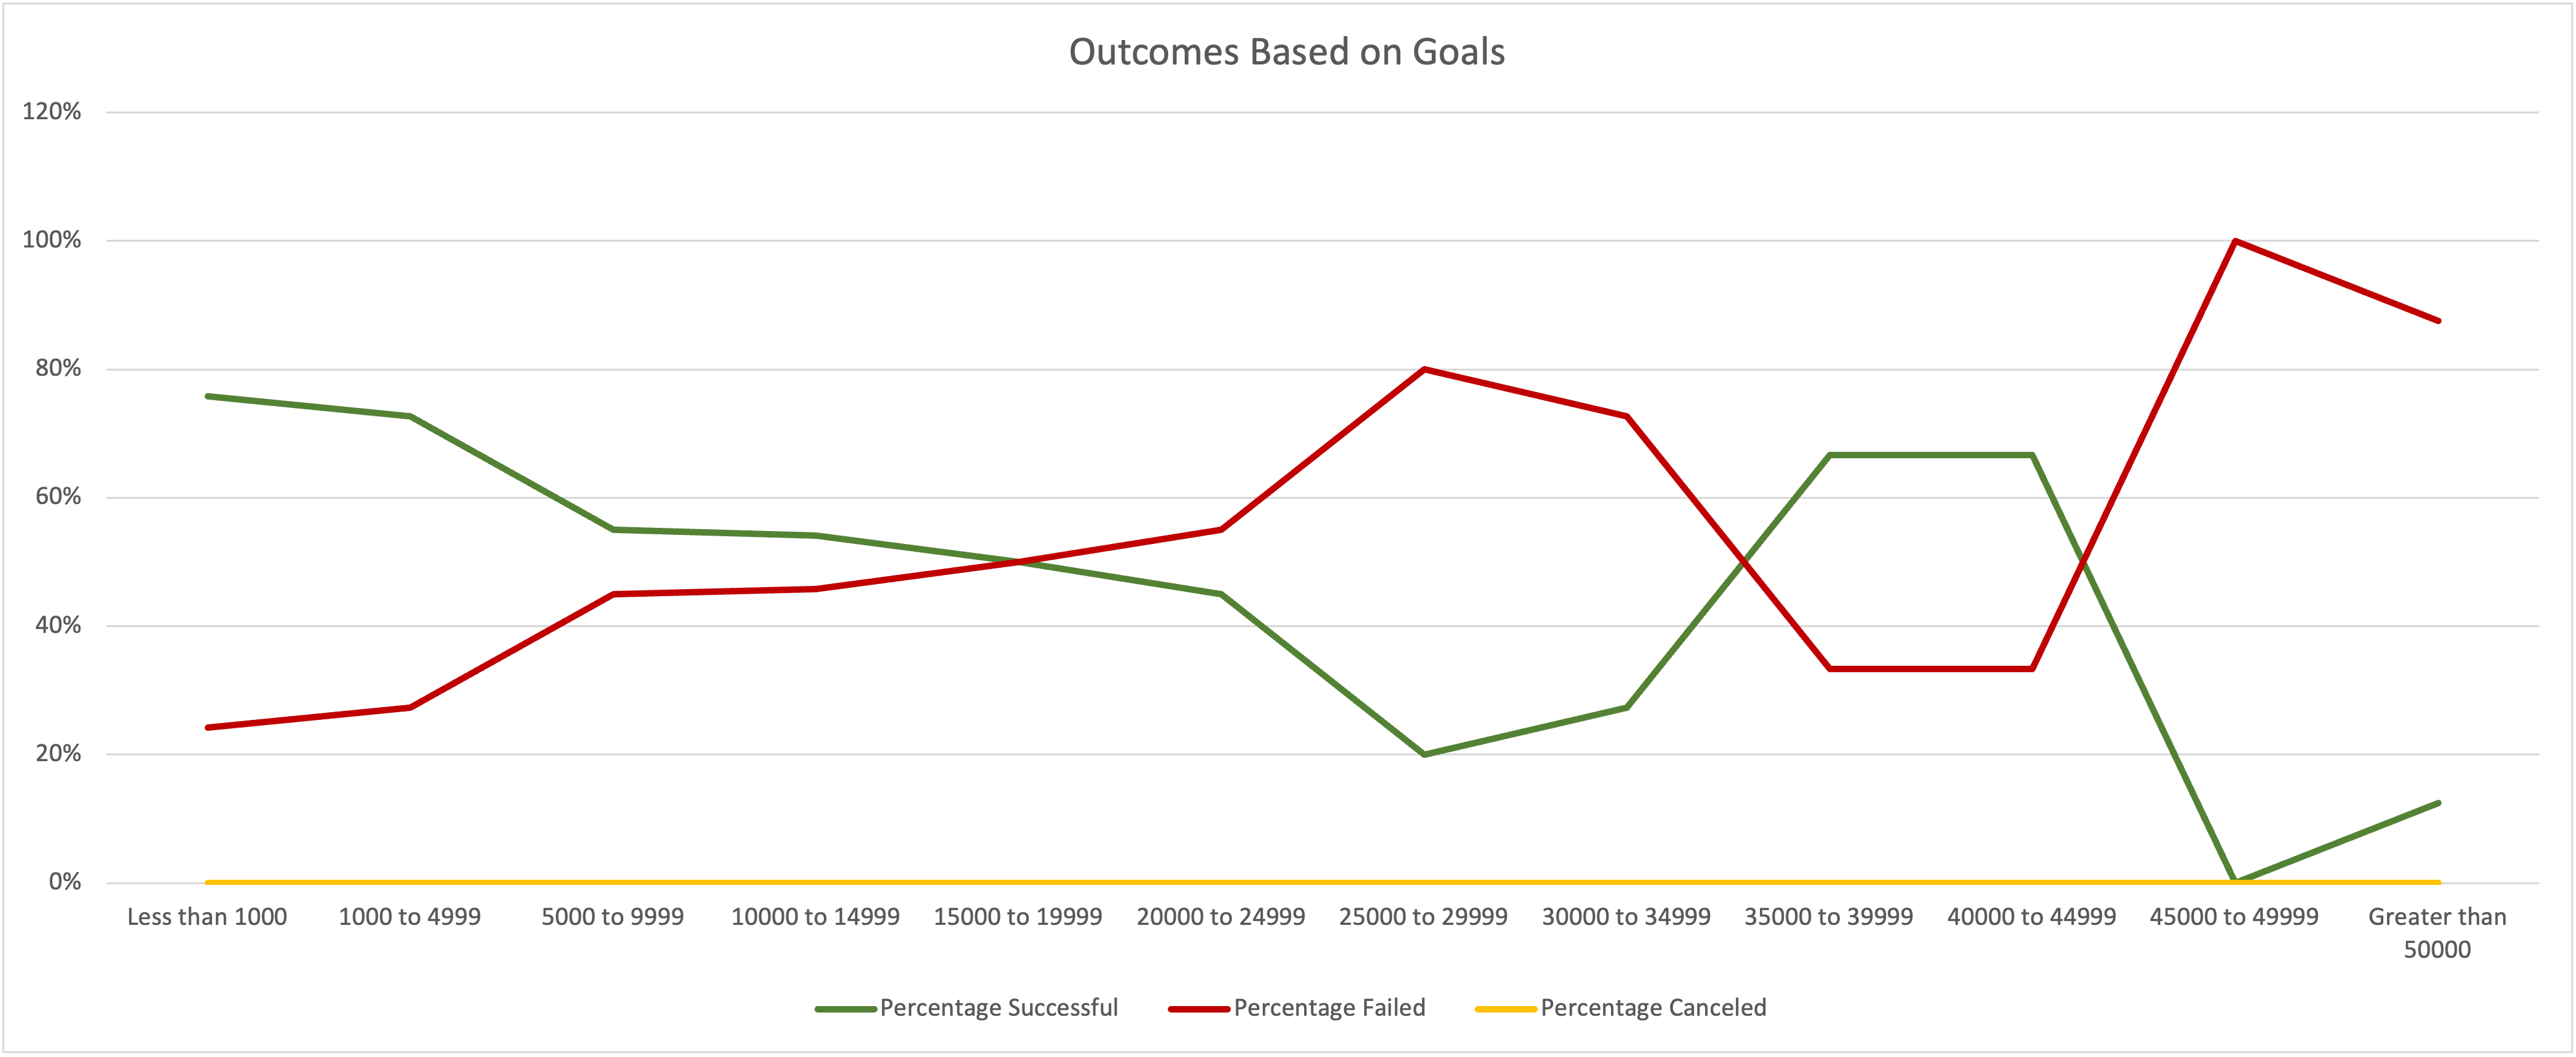 Outcomes Based on Goals
120%
100%
80%
60%
40%
20%
0%
Less than 1000
1000 to 4999
5000 to 9999
10000 to 14999
15000 to 19999
20000 to 24999
25000 to 29999
30000 to 34999
35000 to 39999
40000 to 44999
45000 to 49999
Greater than
50000
Percentage Successful
Percentage Failed
Percentage Canceled